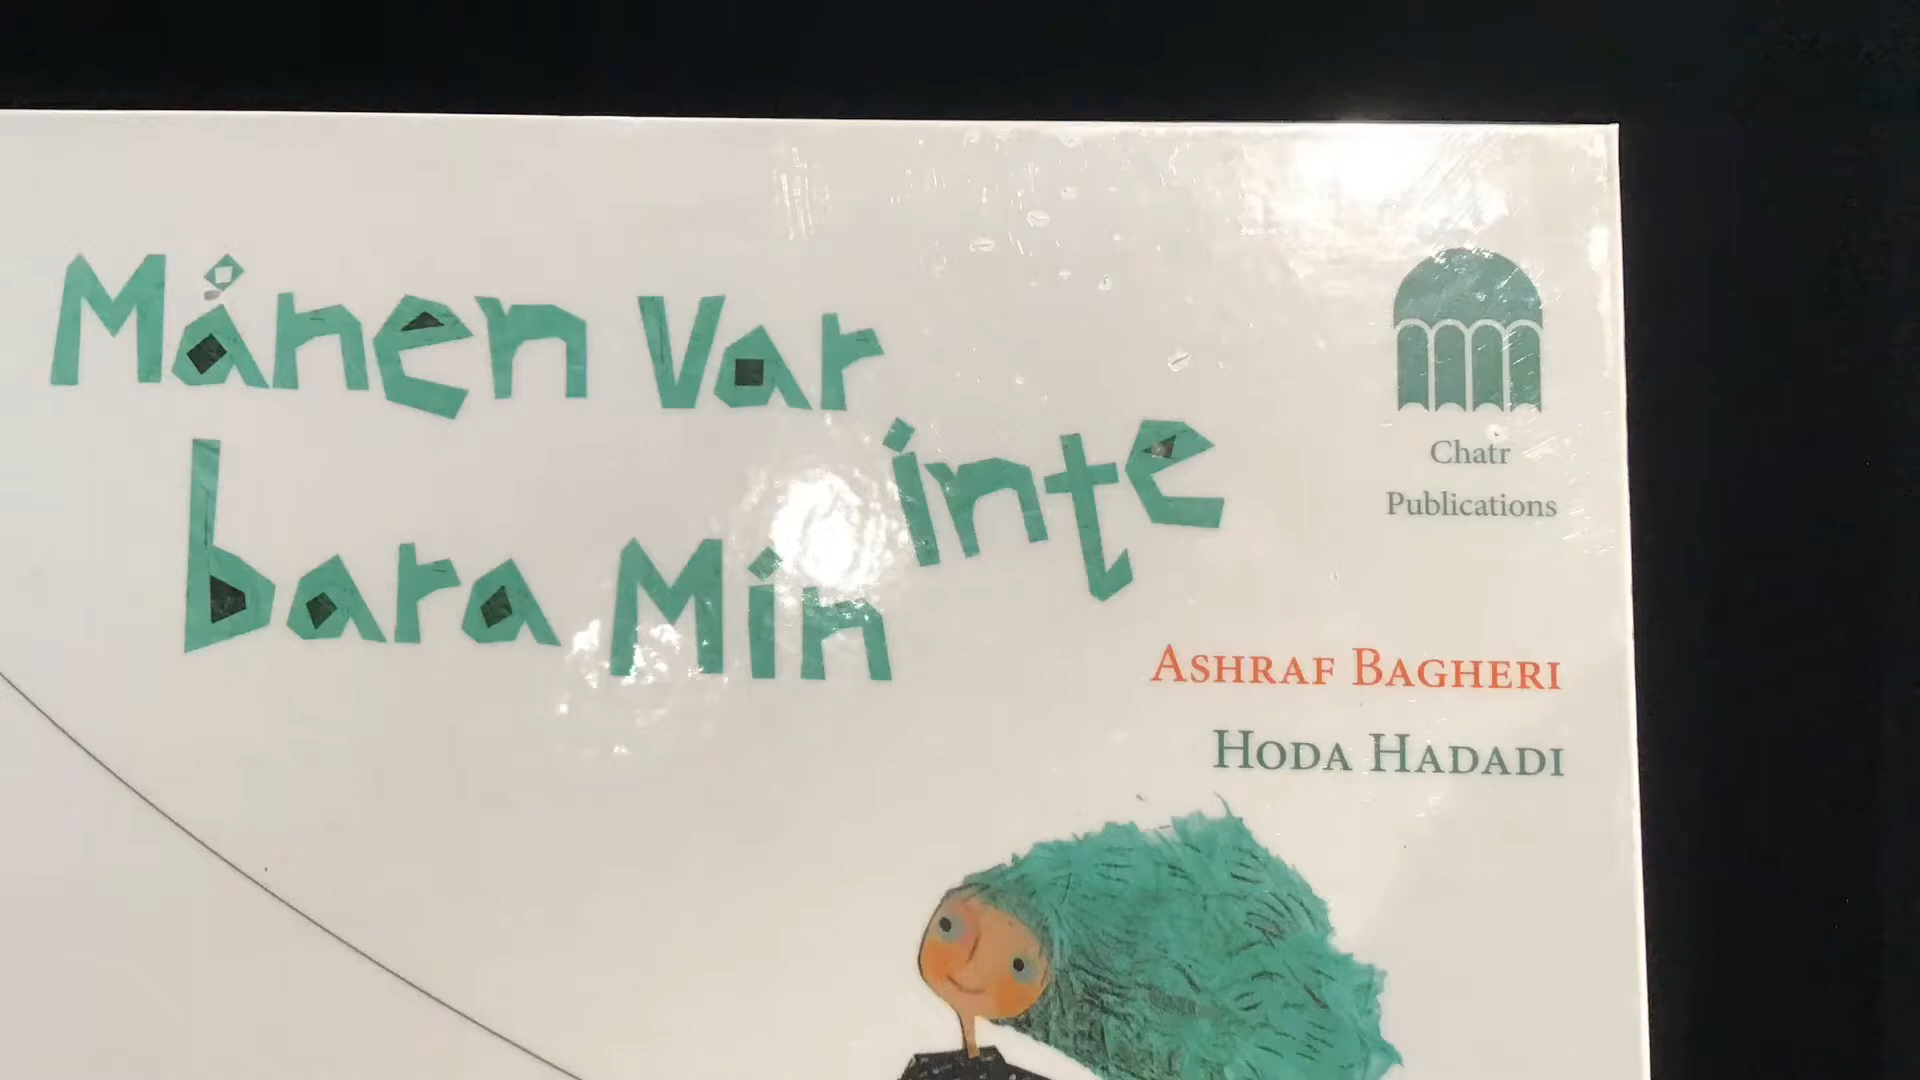 Månen Var
inte
bara Min
Chatr
Publications
ASHRAF BAGHERI
HODA HADADI